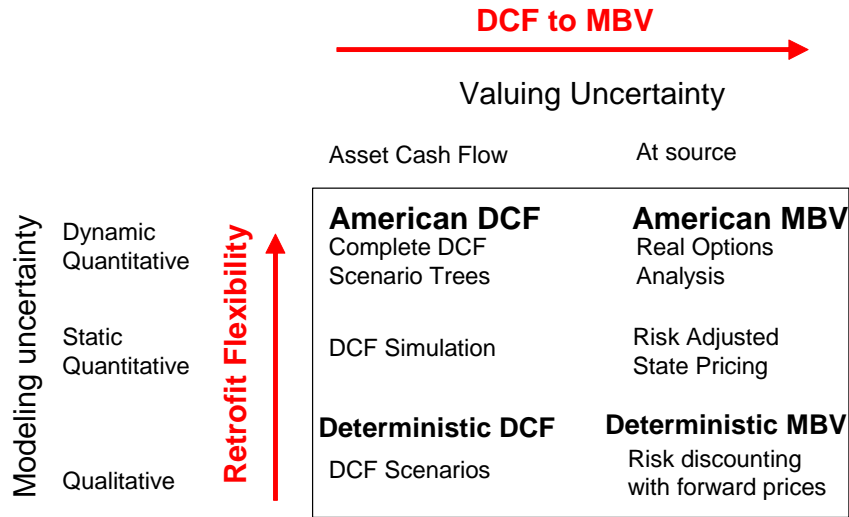 DCF to MBV
Valuing Uncertainty
Asset Cash Flow
At source
Modeling uncertainty
Retrofit Flexibility
Dynamic
Quantitative
American DCF
Complete DCF
Scenario Trees
American MBV
Real Options
Analysis
Static
Quantitative
DCF Simulation
Risk Adjusted
State Pricing
Qualitative
Deterministic DCF
DCF Scenarios
Deterministic MBV
Risk discounting
with forward prices